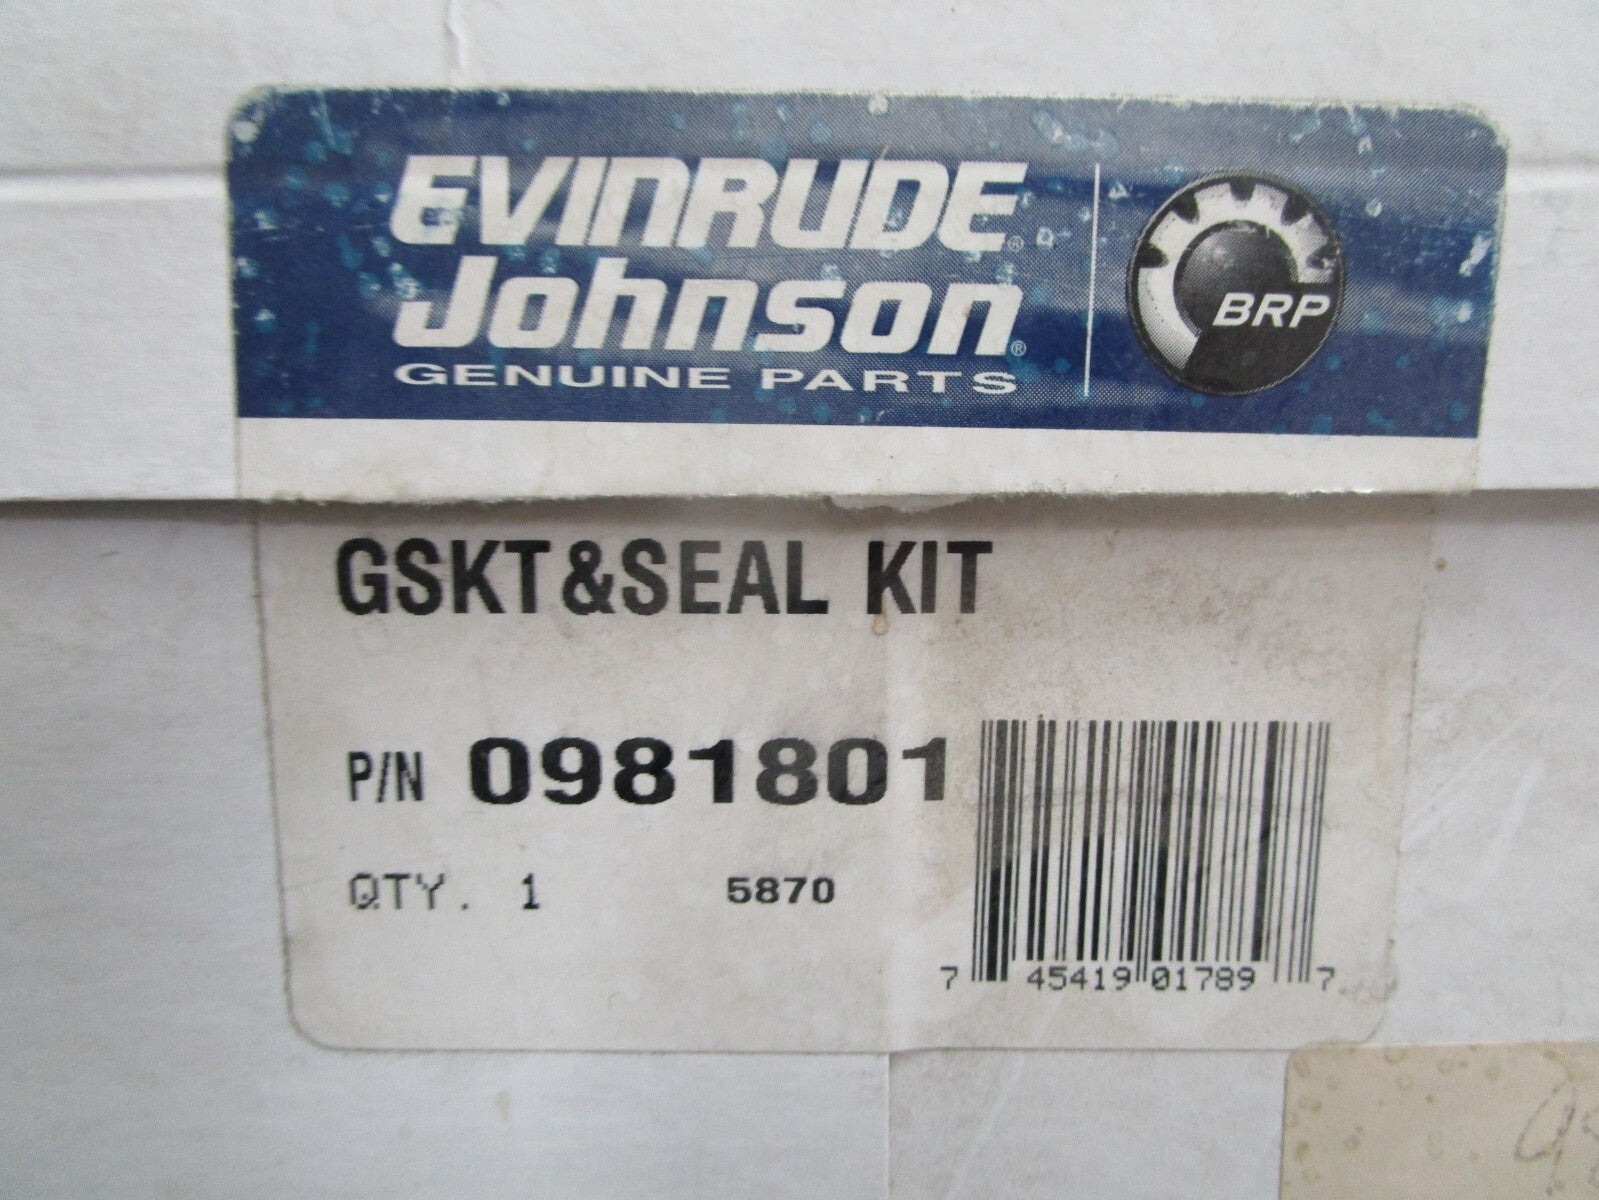 EVINRUDE®
Johnson®
GENUINE PARTS
BRP
GSKT&SEAL KIT
P/N 0981801
QTY. 1 5870
7 45419 01789 7